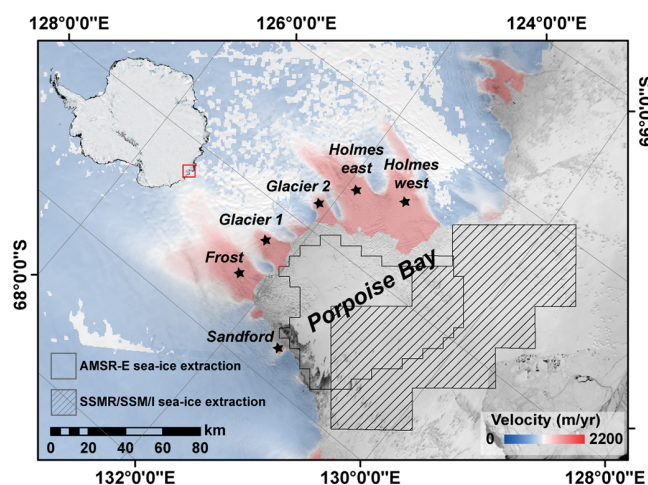 128°0'0"E
126°0'0"E
124°0'0"E
66°0'0"S
Holmes
east
Holmes
west
Glacier 2
Glacier 1
Frost
68°0'0"S
Porpoise Bay
Sandford
AMSR-E sea-ice extraction
SSMR/SSM/I sea-ice extraction
km
0 20 40 60 80
Velocity (m/yr)
0 2200
132°0'0"E
130°0'0"E
128°0'0"E